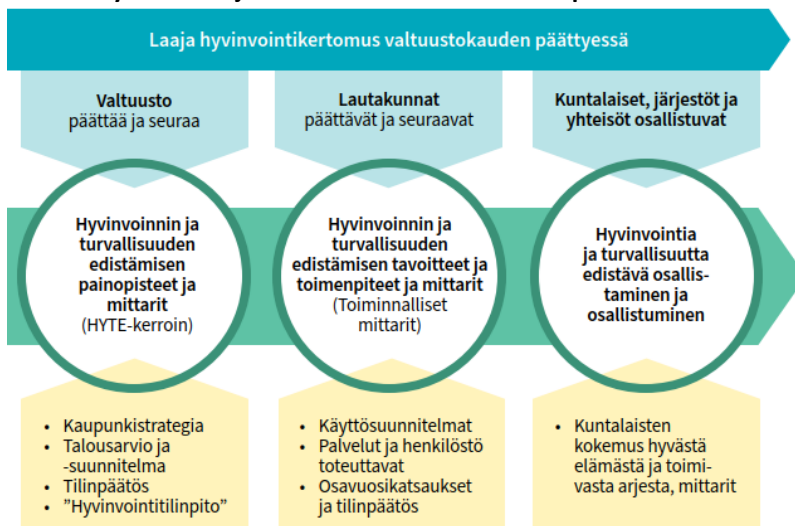 Laaja hyvinvointikertomus valtuustokauden päättyessä
Valtuusto
päättää ja seuraa
Lautakunnat
päättävät ja seuraavat
Kuntalaiset, järjestöt ja
yhteisöt osallistuvat
Hyvinvoinnin ja
turvallisuuden
edistämisen
painopisteet ja
mittarit
(HYTE-kerroin)
Hyvinvoinnin ja
turvallisuuden
edistämisen tavoitteet ja
toimenpiteet ja mittarit
(Toiminnalliset
mittarit)
Hyvinvointia
ja turvallisuutta
edistävä osallis-
taminen ja
osallistuminen
• Kaupunkistrategia
• Talousarvio ja
-suunnitelma
• Tilinpäätös
• ”Hyvinvointitilinpito”
• Käyttösuunnitelmat
• Palvelut ja henkilöstö
toteuttavat
• Osavuosikatsaukset
ja tilinpäätös
• Kuntalaisten
kokemus hyvästä
elämästä ja toimi-
vasta arjesta, mittarit